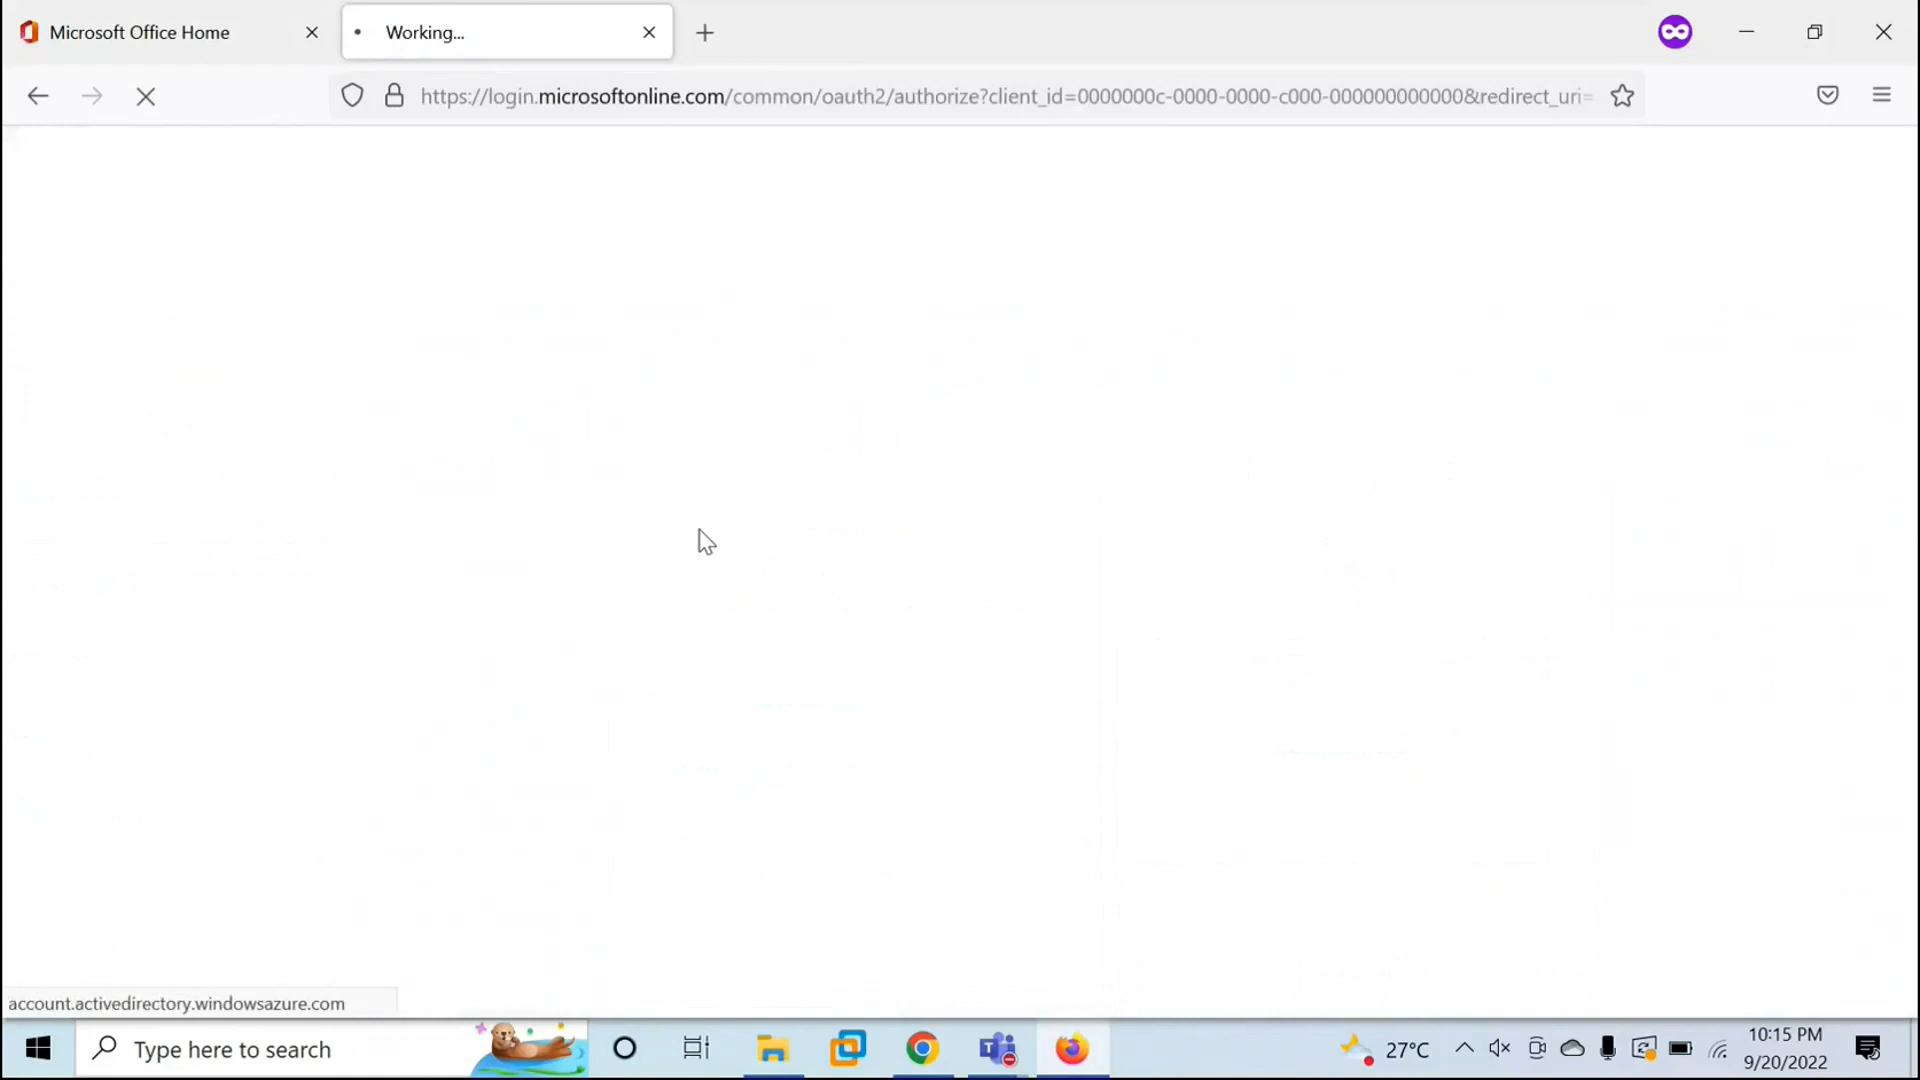 Microsoft Office Home
Working...
https://login.microsoftonline.com/common/oauth2/authorize?client_id=0000000c-0000-0000-c000-000000000000&redirect_uri=
account.activedirectory.windowsazure.com
Type here to search
27°C
10:15 PM
9/20/2022